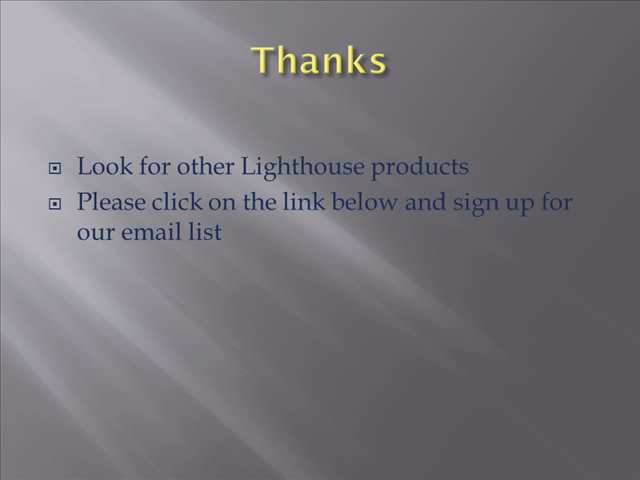 Thanks
Look for other Lighthouse products
Please click on the link below and sign up for
our email list